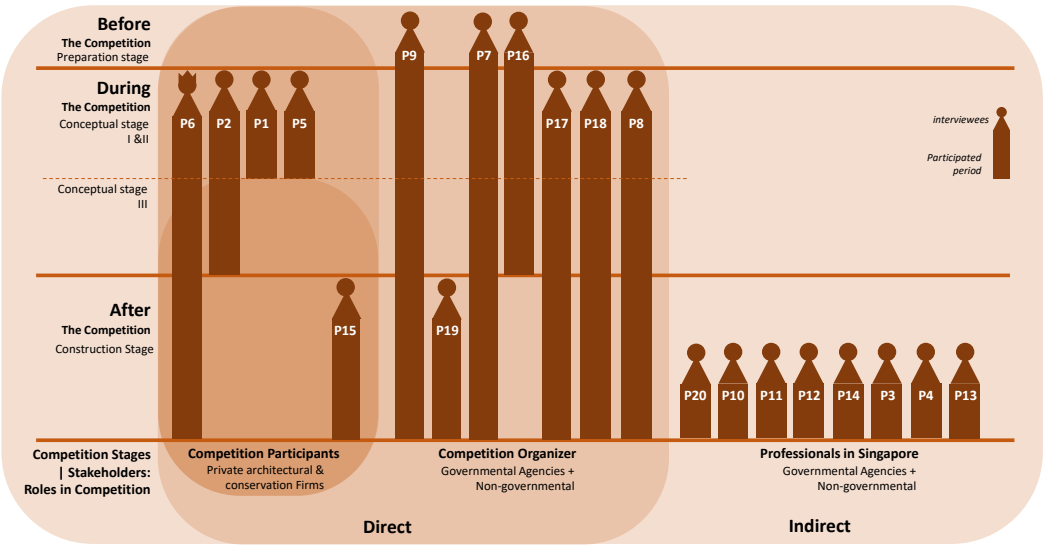 Before
The Competition
Preparation stage
P9
P7
P16
During
The Competition
Conceptual stage
I &II
P6
P2
P1
P5
P17
P18
P8
interviewees
Participated
period
Conceptual stage
III
After
The Competition
Construction Stage
P15
P19
P20
P10
P11
P12
P14
P3
P4
P13
Competition Stages
| Stakeholders:
Roles in Competition
Competition Participants
Private architectural &
conservation Firms
Competition Organizer
Governmental Agencies +
Non-governmental
Professionals in Singapore
Governmental Agencies +
Non-governmental
Direct
Indirect